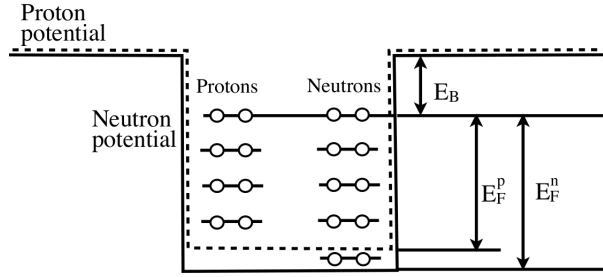 Proton
potential
Protons
Neutrons
E_B
Neutron
potential
E_F^p
E_F^n